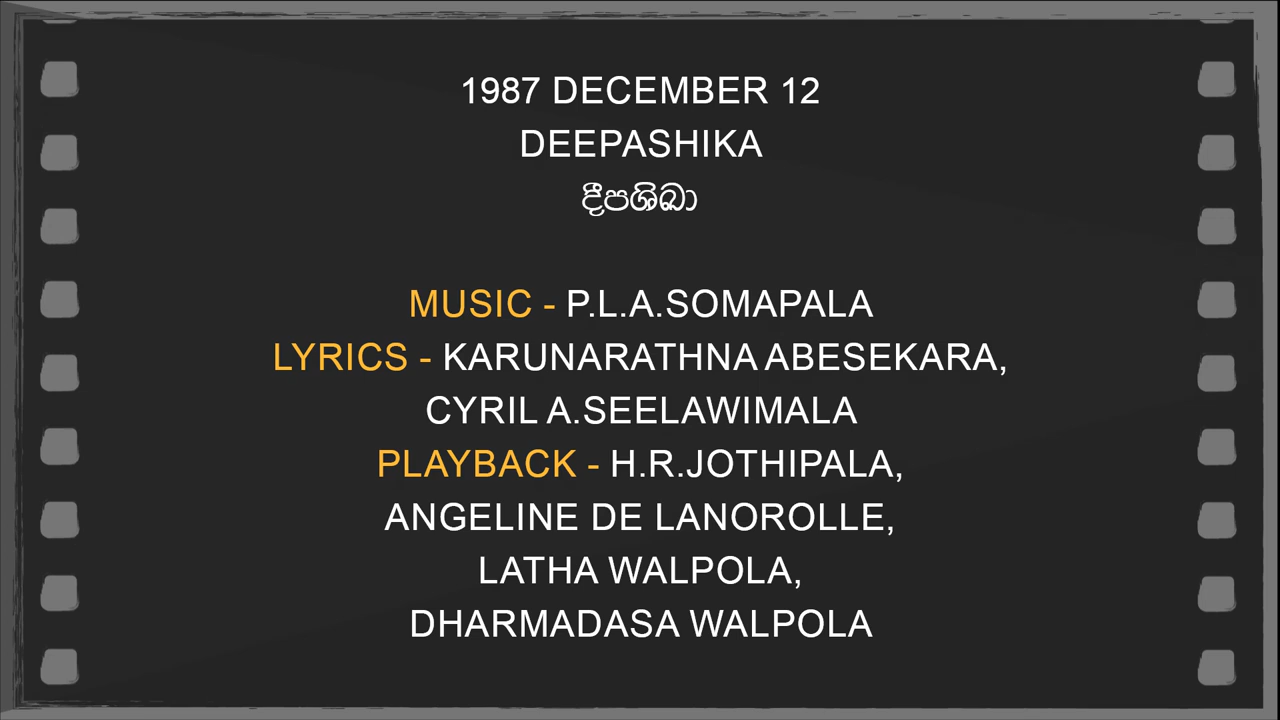 1987 DECEMBER 12
DEEPASHIKA
දීපශිඛා
MUSIC - P.L.A.SOMAPALA
LYRICS - KARUNARATHNA ABESEKARA,
CYRIL A.SEELAWIMALA
PLAYBACK - H.R.JOTHIPALA,
ANGELINE DE LANOROLLE,
LATHA WALPOLA,
DHARMADASA WALPOLA